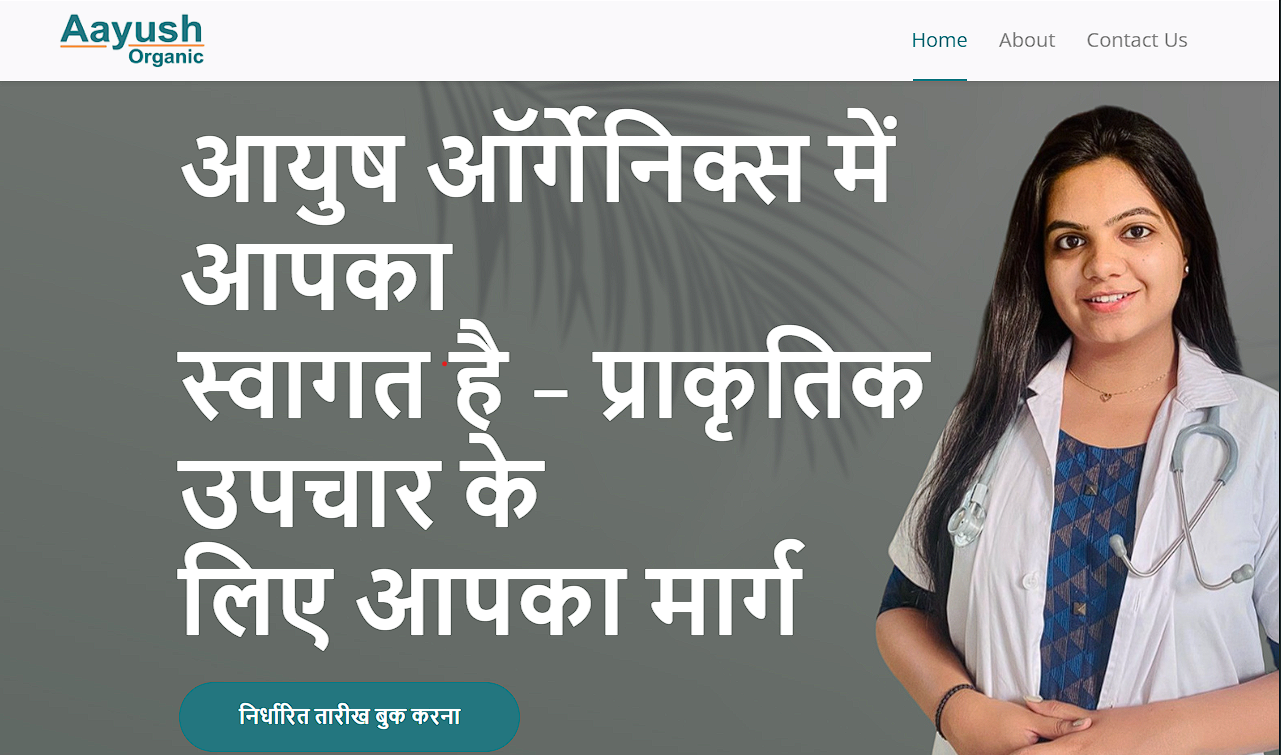 Aayush
Organic
Home About Contact Us
आयुष ऑर्गेनिक्स में
आपका
स्वागत है – प्राकृतिक
उपचार के
लिए आपका मार्ग
निर्धारित तारीख बुक करना